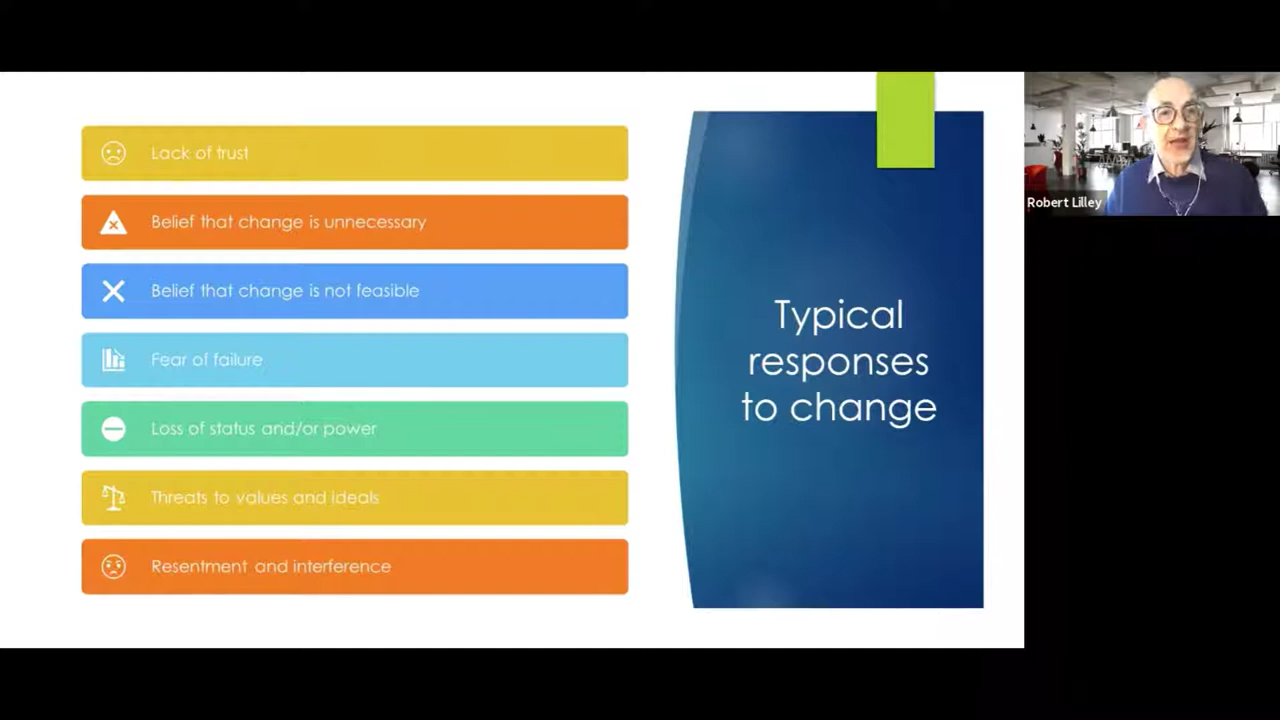 Lack of trust
Belief that change is unnecessary
Belief that change is not feasible
Fear of failure
Loss of status and/or power
Threats to values and ideals
Resentment and interference
Typical
responses
to change
Robert Lilley